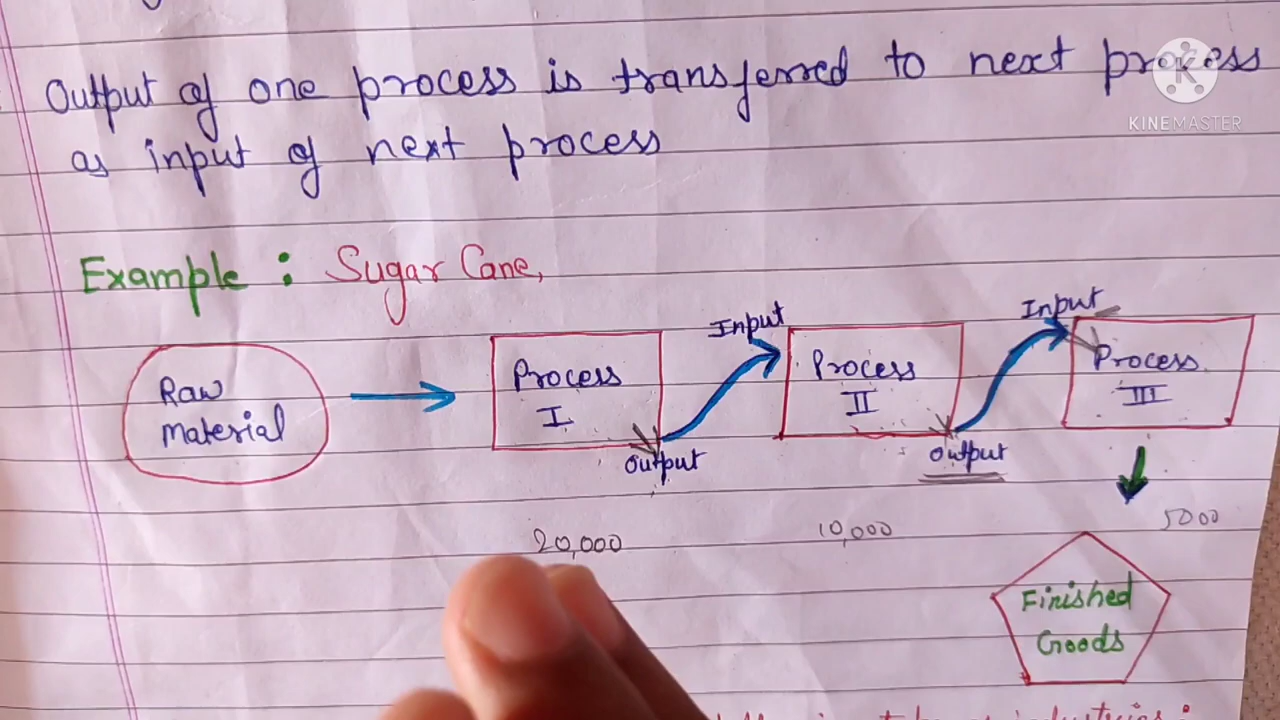 Output of one process is transferred to next process
as input of next process
KINEMASTER
Example : Sugar Cane,
Raw
material
Process
I
Output
Input
Process
II
Output
Input
Process
III
20,000
10,000
5000
Finished
Goods
industries :